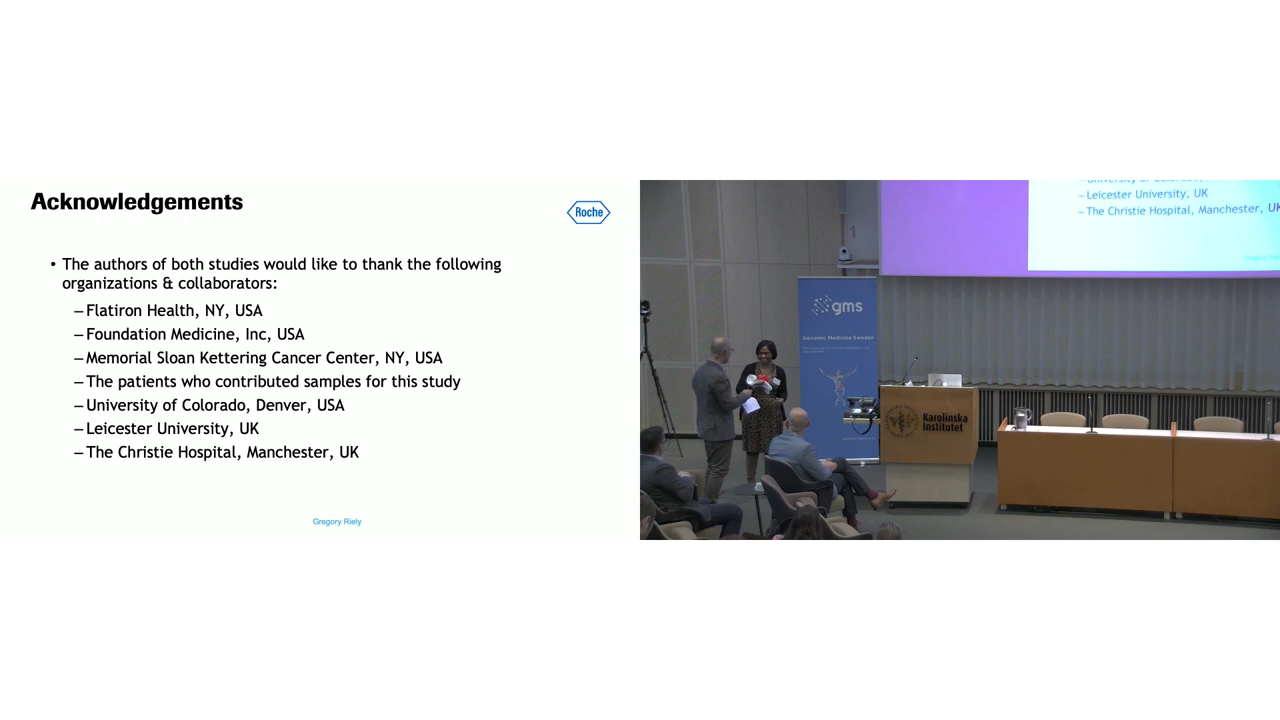 Acknowledgements
Roche
• The authors of both studies would like to thank the following
organizations & collaborators:
– Flatiron Health, NY, USA
– Foundation Medicine, Inc, USA
– Memorial Sloan Kettering Cancer Center, NY, USA
– The patients who contributed samples for this study
– University of Colorado, Denver, USA
– Leicester University, UK
– The Christie Hospital, Manchester, UK
Gregory Riely
– Leicester University, UK
– The Christie Hospital, Manchester, UK
1
gms
Genomic Medicine Sweden
Karolinska
Institutet